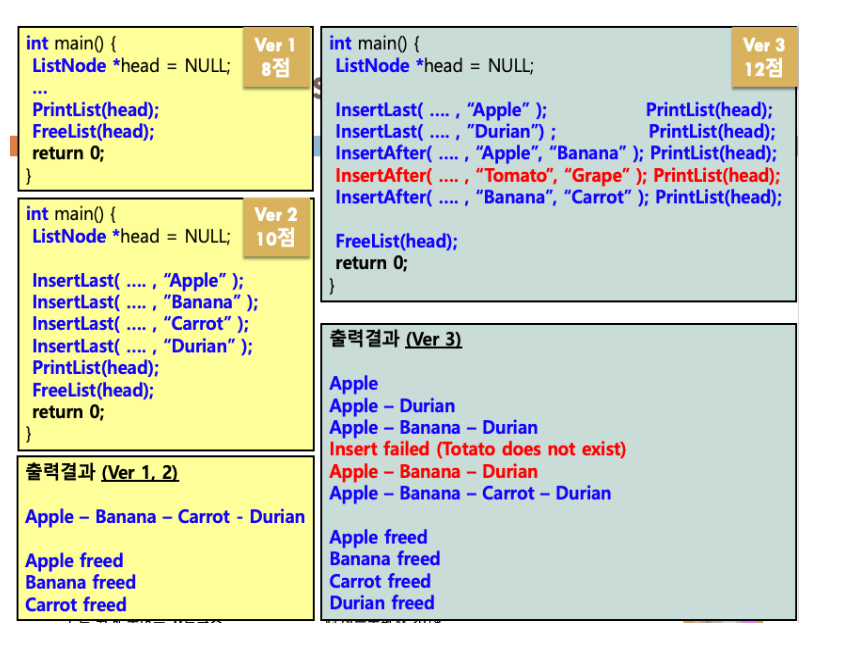 int main() {
ListNode *head = NULL;
...
PrintList(head);
FreeList(head);
return 0;
}
Ver 1
8점
int main() {
ListNode *head = NULL;
InsertLast( .... , “Apple” );
InsertLast( .... , ”Banana” );
InsertLast( .... , “Carrot” );
InsertLast( .... , ”Durian” );
PrintList(head);
FreeList(head);
return 0;
}
Ver 2
10점
출력결과 (Ver 1, 2)
Apple – Banana – Carrot - Durian
Apple freed
Banana freed
Carrot freed
int main() {
ListNode *head = NULL;
InsertLast( .... , “Apple” ); PrintList(head);
InsertLast( .... , ”Durian”) ; PrintList(head);
InsertAfter( .... , “Apple”, “Banana” ); PrintList(head);
InsertAfter( .... , “Tomato”, “Grape” ); PrintList(head);
InsertAfter( .... , “Banana”, “Carrot” ); PrintList(head);
FreeList(head);
return 0;
}
Ver 3
12점
출력결과 (Ver 3)
Apple
Apple – Durian
Apple – Banana – Durian
Insert failed (Totato does not exist)
Apple – Banana – Durian
Apple – Banana – Carrot – Durian
Apple freed
Banana freed
Carrot freed
Durian freed